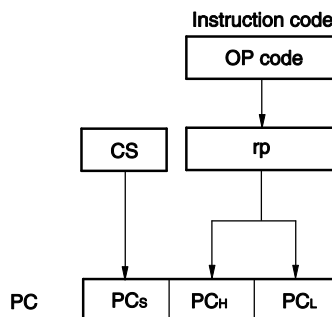 Instruction code
OP code
CS
rp
PC
PCS
PCH
PCL